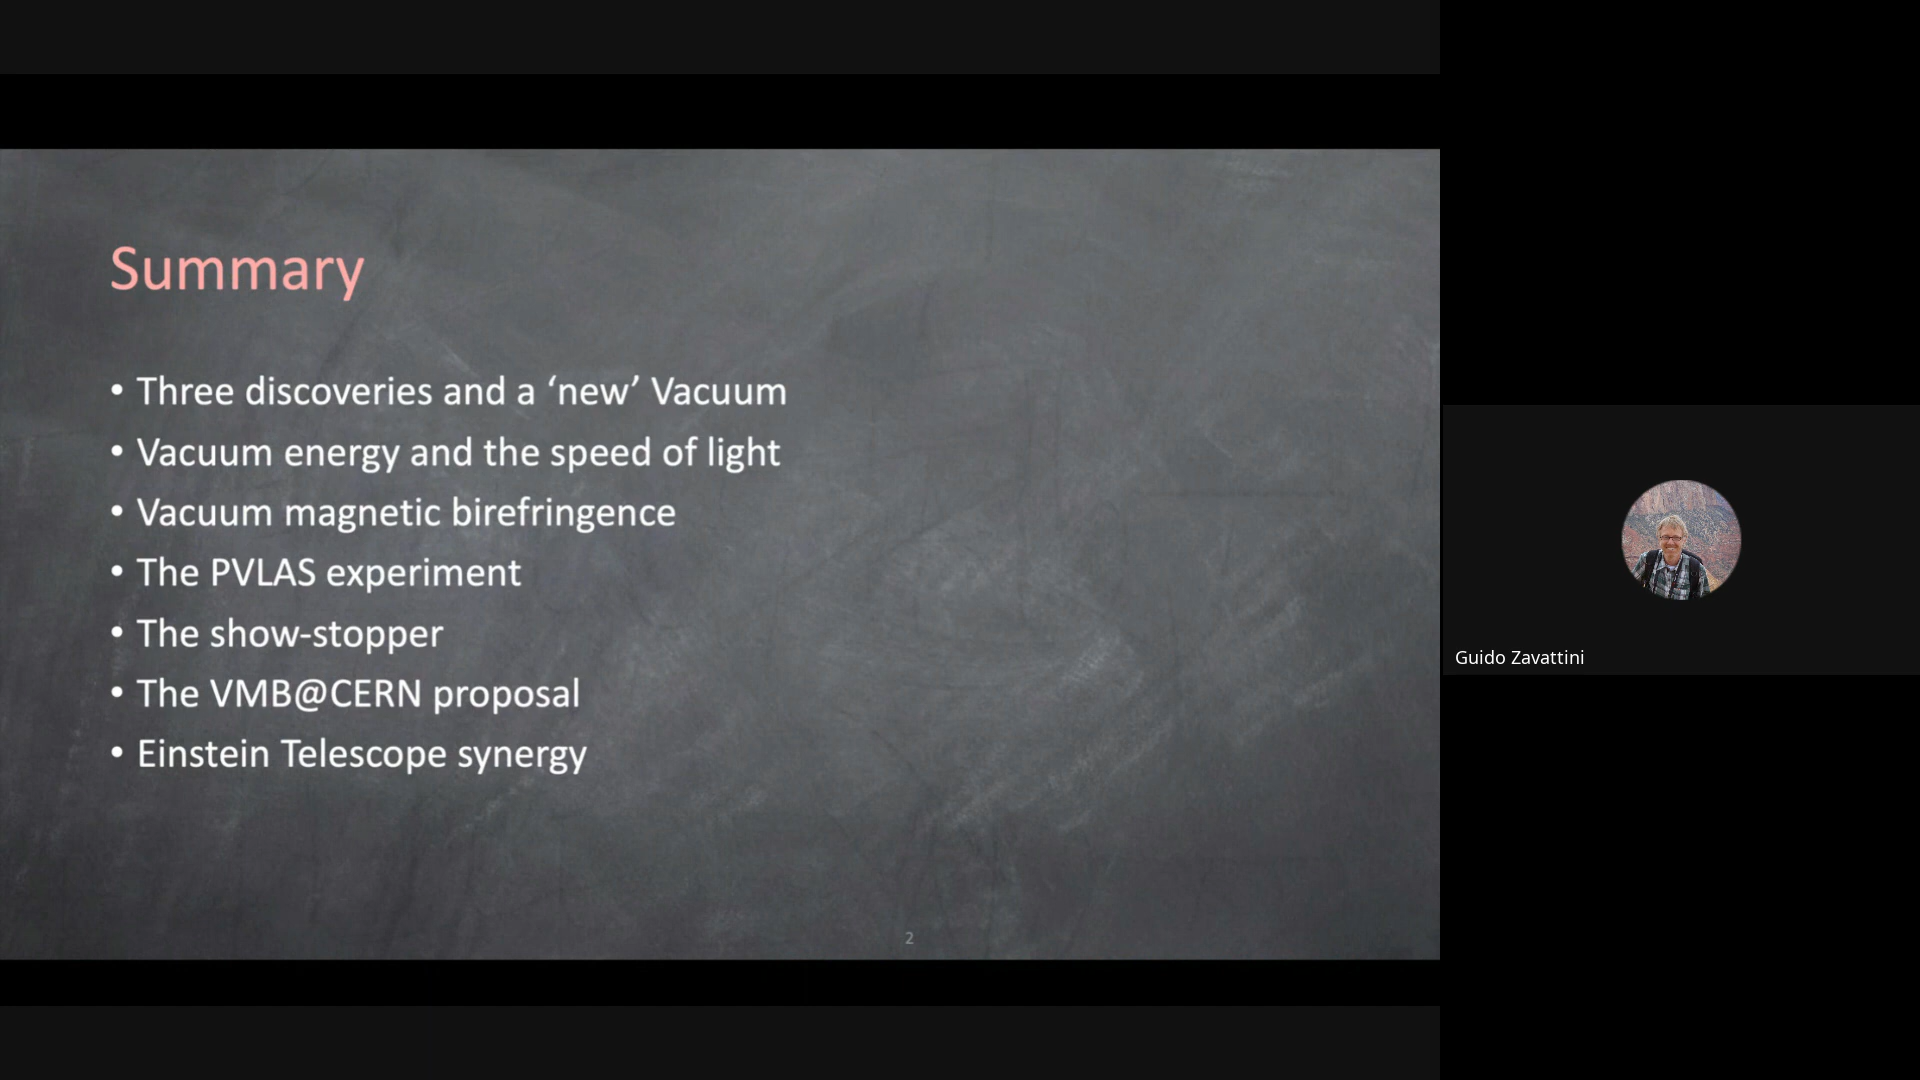 Summary
• Three discoveries and a ‘new’ Vacuum
• Vacuum energy and the speed of light
• Vacuum magnetic birefringence
• The PVLAS experiment
• The show-stopper
• The VMB@CERN proposal
• Einstein Telescope synergy
2
Guido Zavattini